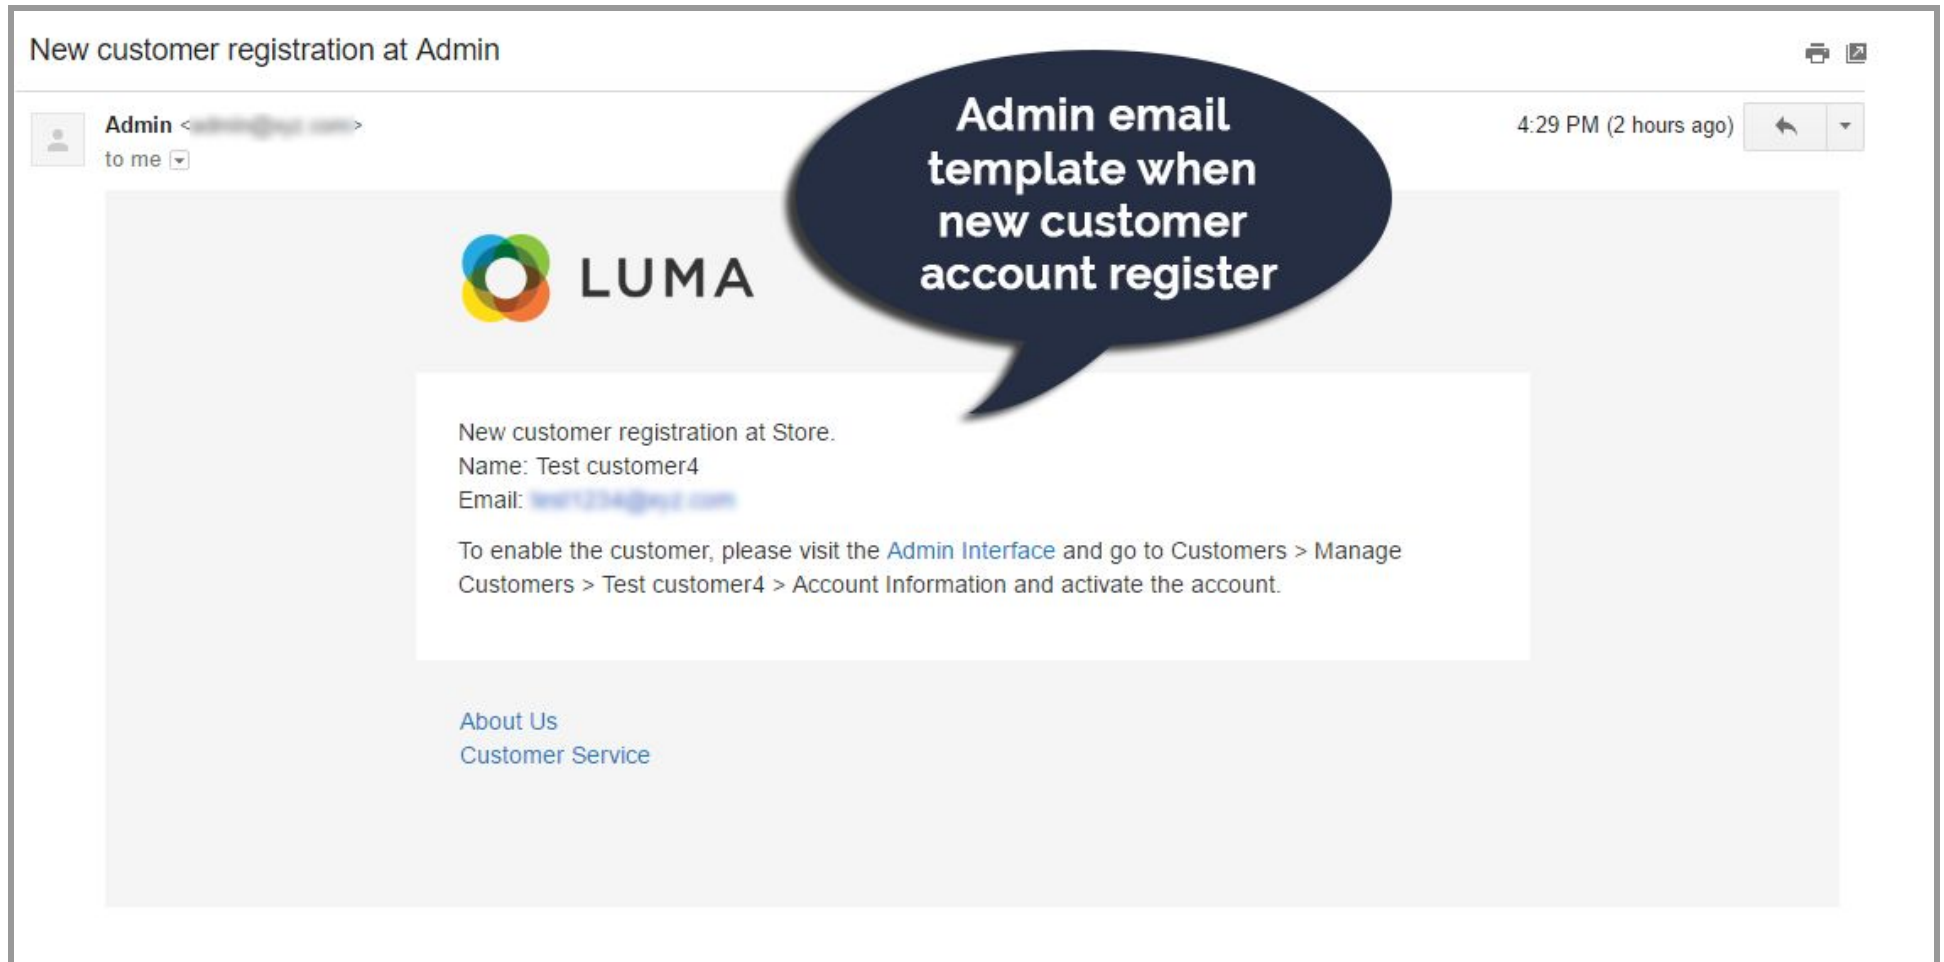 New customer registration at Admin
Admin
4:29 PM (2 hours ago)
to me
Admin email
template when
new customer
account register
LUMA
New customer registration at Store.
Name: Test customer4
Email:
To enable the customer, please visit the Admin Interface and go to Customers > Manage
Customers > Test customer4 > Account Information and activate the account.
About Us
Customer Service